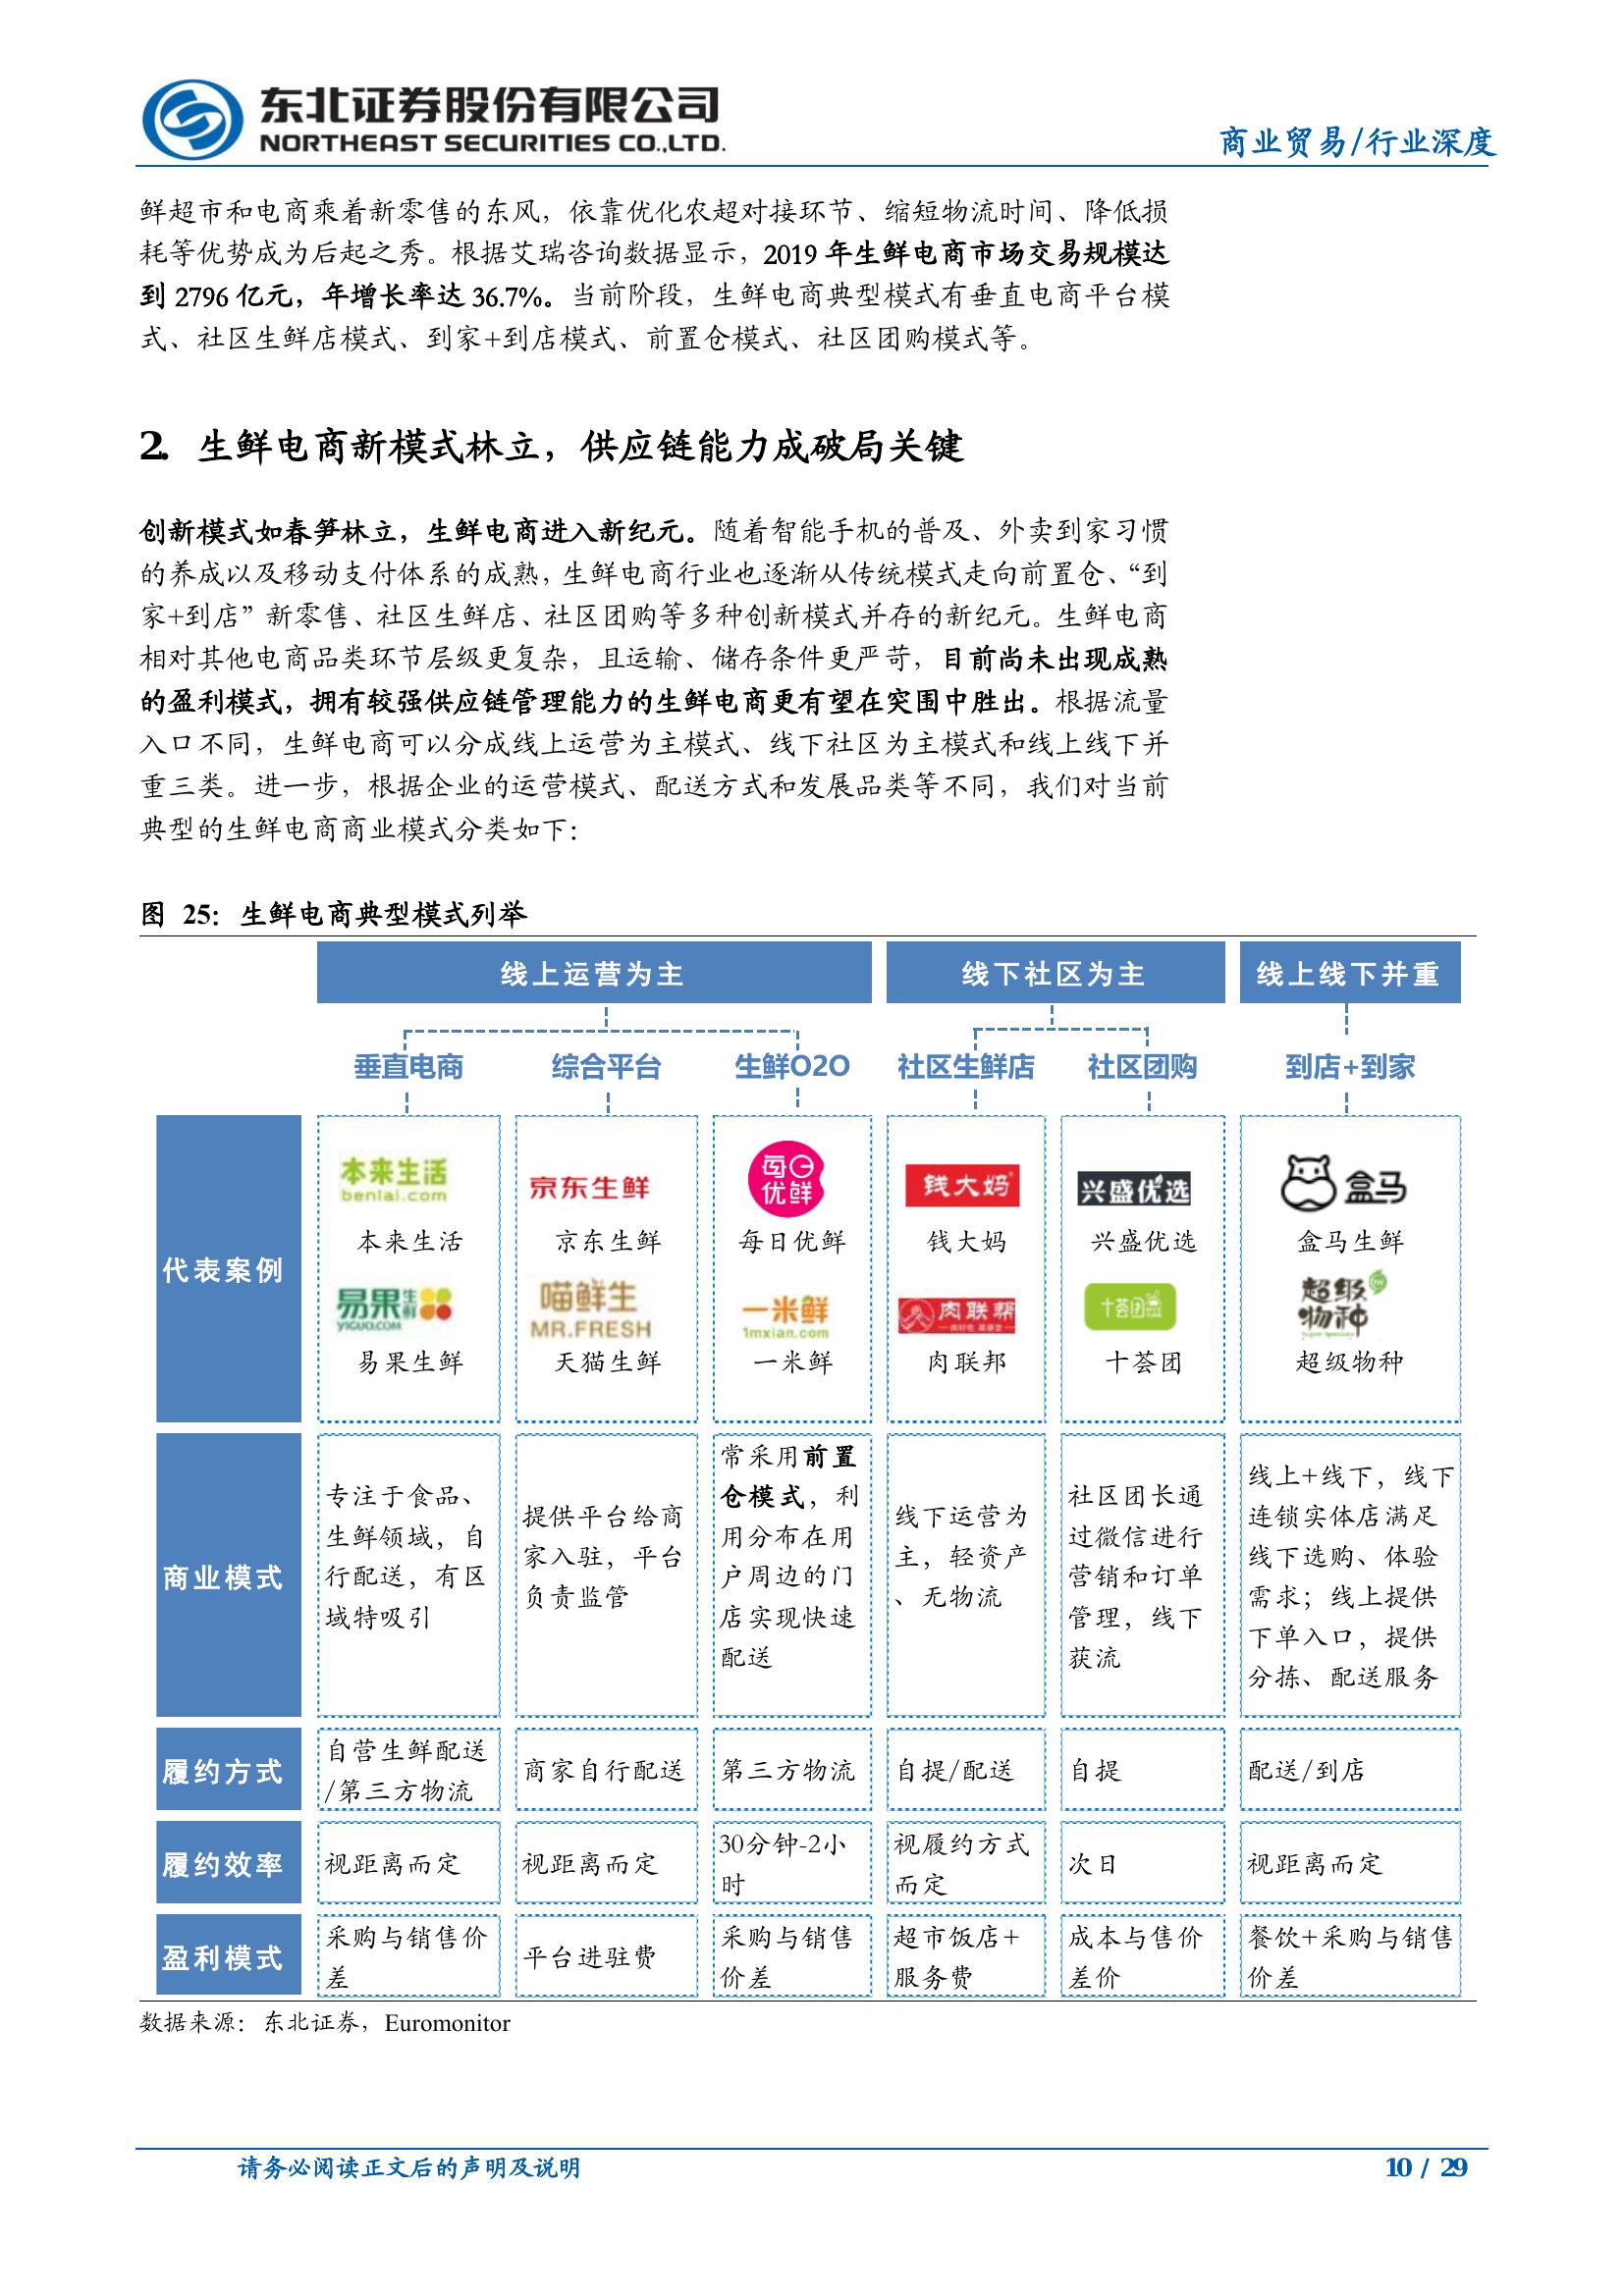 东北证券股份有限公司
NORTHEAST SECURITIES CO.,LTD.
商业贸易/行业深度
鲜超市和电商乘着新零售的东风，依靠优化农超对接环节、缩短物流时间、降低损
耗等优势成为后起之秀。根据艾瑞咨询数据显示，2019 年生鲜电商市场交易规模达
到 2796 亿元，年增长率达 36.7%。当前阶段，生鲜电商典型模式有垂直电商平台模
式、社区生鲜店模式、到家+到店模式、前置仓模式、社区团购模式等。
2. 生鲜电商新模式林立，供应链能力成破局关键
创新模式如春笋林立，生鲜电商进入新纪元。随着智能手机的普及、外卖到家习惯
的养成以及移动支付体系的成熟，生鲜电商行业也逐渐从传统模式走向前置仓、“到
家+到店”新零售、社区生鲜店、社区团购等多种创新模式并存的新纪元。生鲜电商
相对其他电商品类环节层级更复杂，且运输、储存条件更严苛，目前尚未出现成熟
的盈利模式，拥有较强供应链管理能力的生鲜电商更有望在突围中胜出。根据流量
入口不同，生鲜电商可以分成线上运营为主模式、线下社区为主模式和线上线下并
重三类。进一步，根据企业的运营模式、配送方式和发展品类等不同，我们对当前
典型的生鲜电商商业模式分类如下：
图 25：生鲜电商典型模式列举
线上运营为主
线下社区为主
线上线下并重
垂直电商
综合平台
生鲜O2O
社区生鲜店
社区团购
到店+到家
代表案例
本来生活
benlai.com
本来生活
易果生鲜
YIGUO.COM
易果生鲜
京东生鲜
京东生鲜
喵鲜生
MR.FRESH
天猫生鲜
每日
优鲜
每日优鲜
一米鲜
1mxian.com
一米鲜
钱大妈
钱大妈
肉联帮
肉联邦
兴盛优选
兴盛优选
十荟团
十荟团
盒马
盒马生鲜
超级
物种
超级物种
商业模式
专注于食品、
生鲜领域，自
行配送，有区
域特吸引
提供平台给商
家入驻，平台
负责监管
常采用前置
仓模式，利
用分布在用
户周边的门
店实现快速
配送
线下运营为
主，轻资产
、无物流
社区团长通
过微信进行
营销和订单
管理，线下
获流
线上+线下，线下
连锁实体店满足
线下选购、体验
需求；线上提供
下单入口，提供
分拣、配送服务
履约方式
自营生鲜配送
/第三方物流
商家自行配送
第三方物流
自提/配送
自提
配送/到店
履约效率
视距离而定
视距离而定
30分钟-2小
时
视履约方式
而定
次日
视距离而定
盈利模式
采购与销售价
差
平台进驻费
采购与销售
价差
超市饭店+
服务费
成本与售价
差价
餐饮+采购与销售
价差
数据来源：东北证券，Euromonitor
请务必阅读正文后的声明及说明
10 / 29